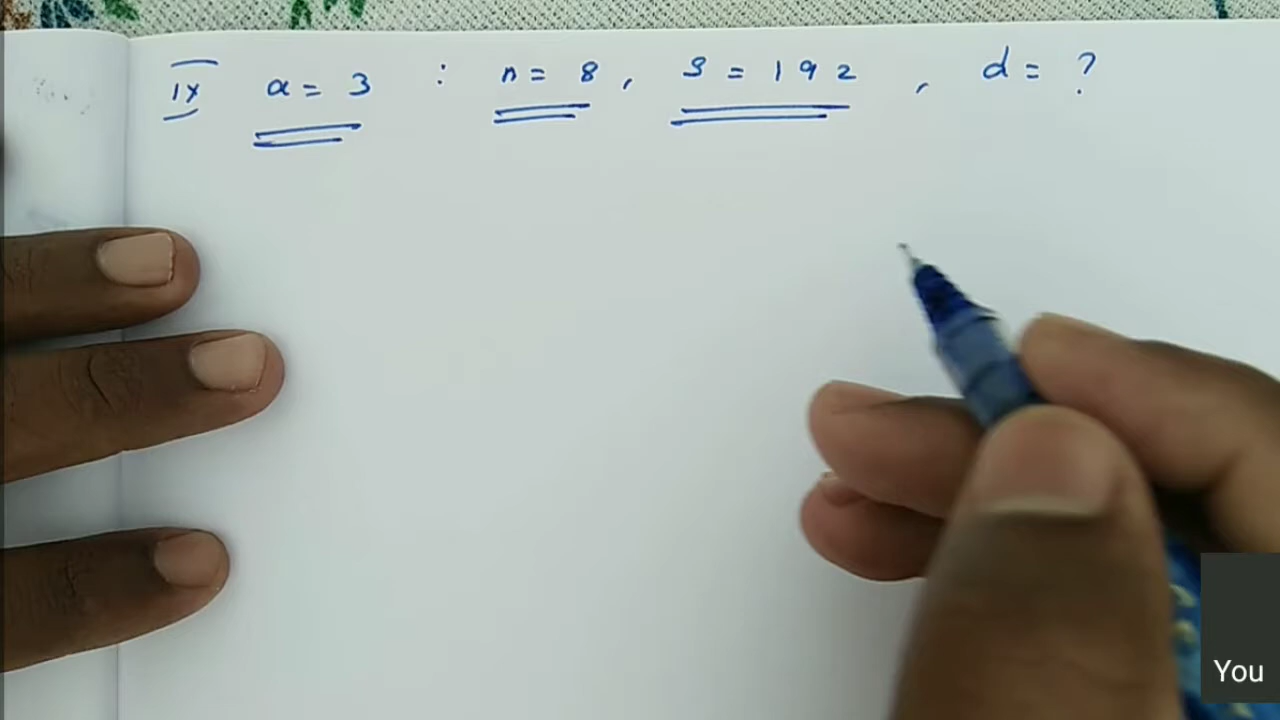 ix a = 3 : n = 8, S = 192, d = ?
You